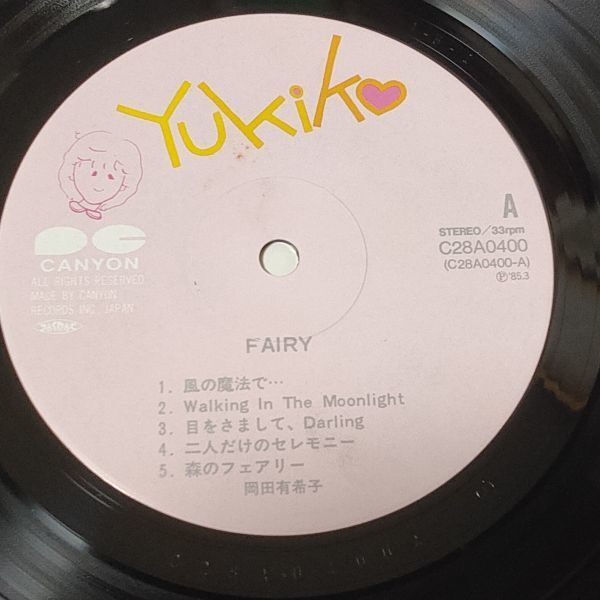 Yukiko
A
STEREO/33rpm
C28A0400
(C28A0400-A)
Ⓟ'85.3
CANYON
ALL RIGHTS RESERVED
MADE BY CANYON
RECORDS INC. JAPAN
JASRAC
FAIRY
1. 風の魔法で…
2. Walking In The Moonlight
3. 目をさまして、Darling
4. 二人だけのセレモニー
5. 森のフェアリー
岡田有希子